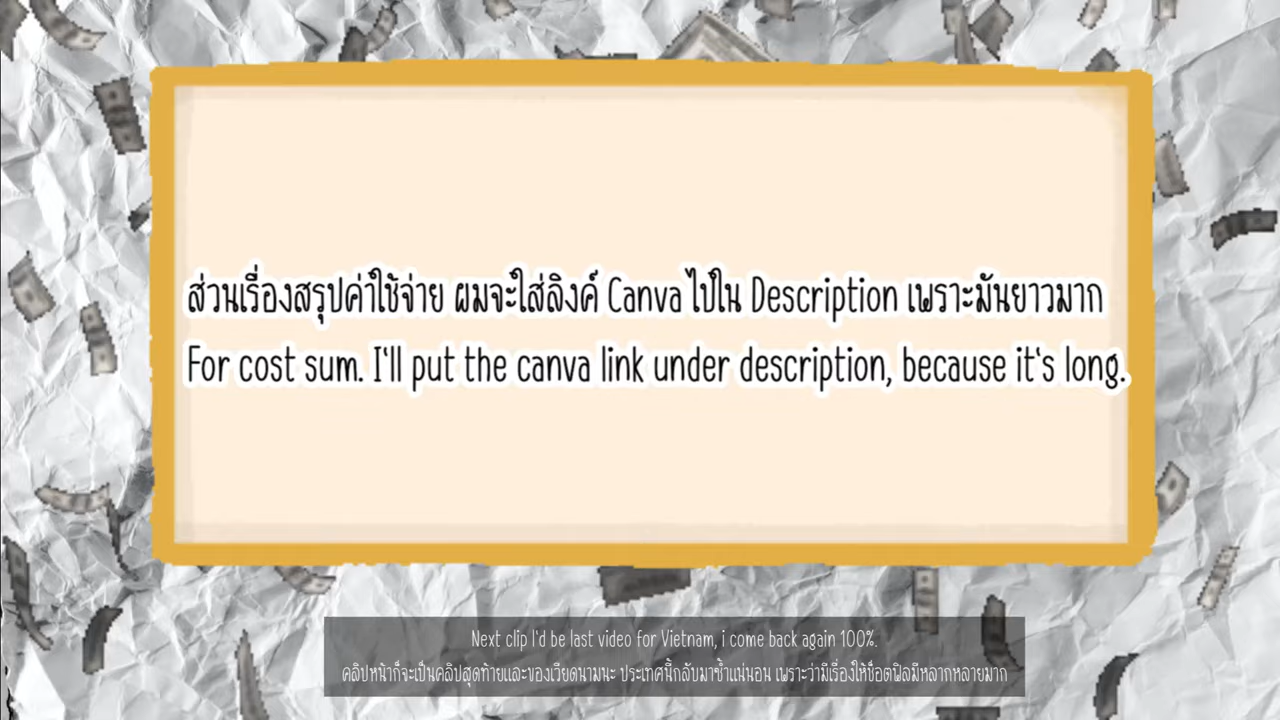 ส่วนเรื่องสรุปค่าใช้จ่าย ผมจะใส่ลิงค์ Canva ไปใน Description เพราะมันยาวมาก
For cost sum. I'll put the canva link under description, because it's long.
Next clip I'd be last video for Vietnam, i come back again 100%.
คลิปหน้าก็จะเป็นคลิปสุดท้ายและของเวียดนามนะ ประเทศนี้กลับมาซ้ำแน่นอน เพราะว่ามีเรื่องให้ช็อตฟิลมีหลากหลายมาก